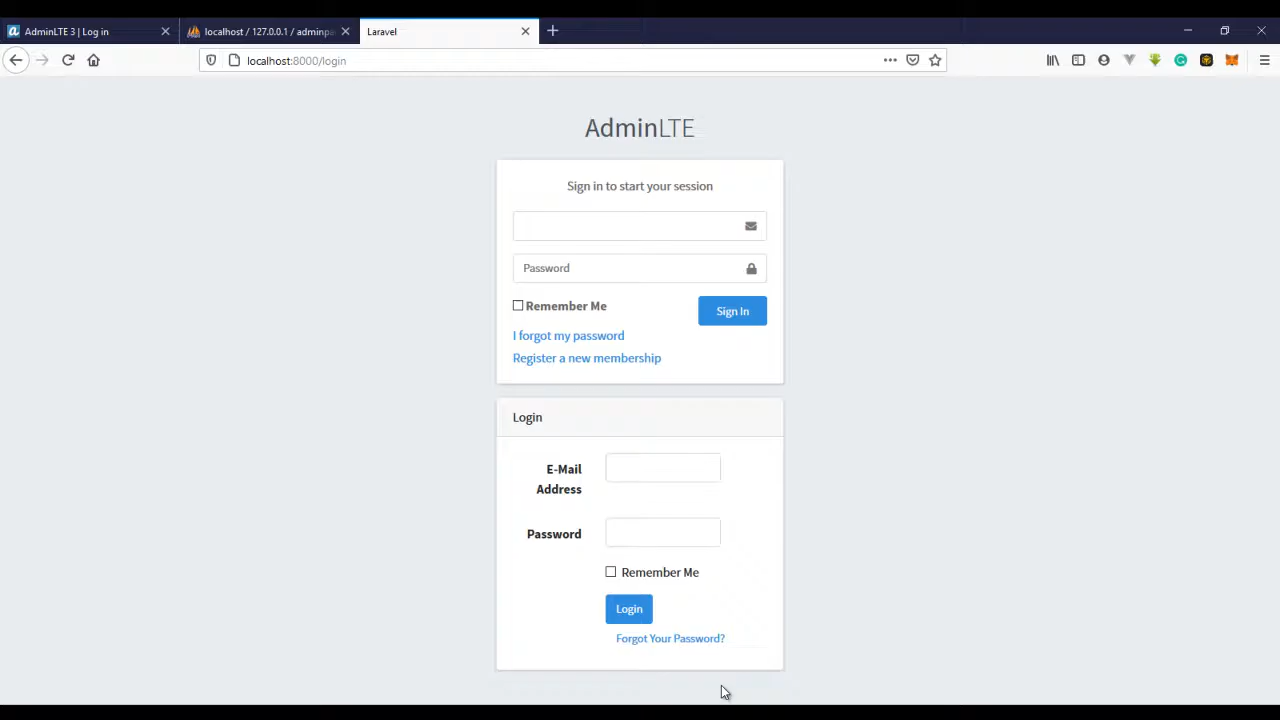 AdminLTE 3 | Log in
localhost / 127.0.0.1 / adminpa
Laravel
localhost:8000/login
AdminLTE
Sign in to start your session
Password
Remember Me
Sign In
I forgot my password
Register a new membership
Login
E-Mail
Address
Password
Remember Me
Login
Forgot Your Password?